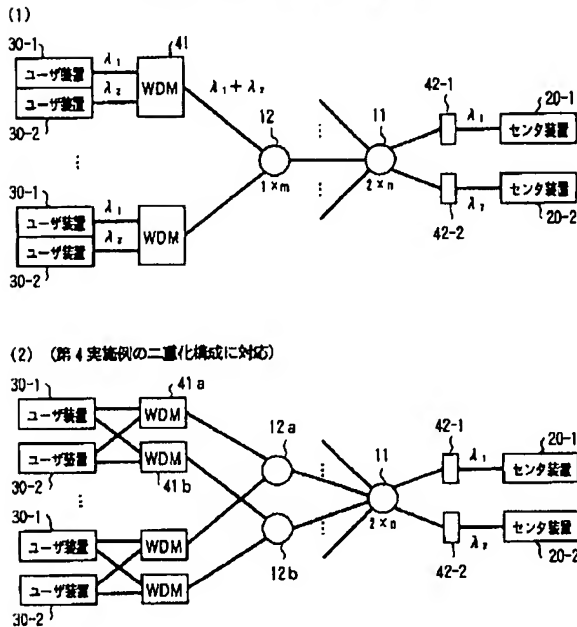 (1)
30-1 41
ユーザ装置 λ₁ WDM λ₁+λ₂ 42-1 20-1
ユーザ装置 λ₂ 12 11 λ₁ センタ装置
30-2
1×m 2×n
30-1
ユーザ装置 λ₁ WDM λ₂ センタ装置
ユーザ装置 λ₂ 42-2 20-2
30-2
(2) (第4実施例の二重化構成に対応)
30-1 41a
ユーザ装置 WDM 12a 42-1 20-1
11 λ₁ センタ装置
ユーザ装置 WDM
30-2 41b
30-1 2×n
ユーザ装置 WDM 12b λ₂ センタ装置
42-2 20-2
ユーザ装置 WDM
30-2